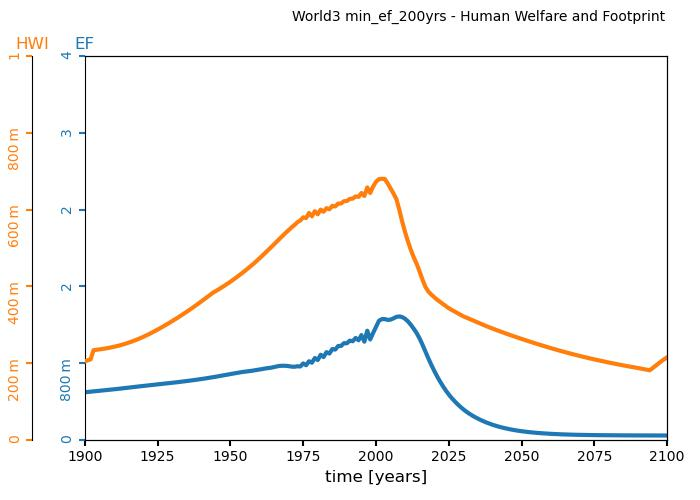 World3 min_ef_200yrs - Human Welfare and Footprint
HWI EF
1 4
800 m 3
600 m 2
400 m 2
200 m 800 m
0 0
1900 1925 1950 1975 2000 2025 2050 2075 2100
time [years]